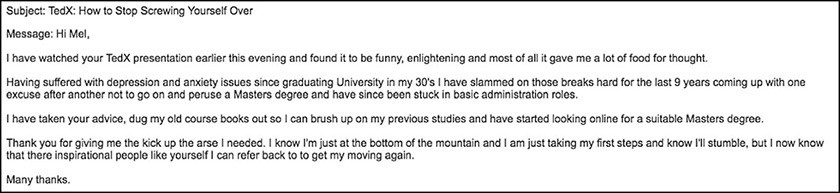 Subject: TedX: How to Stop Screwing Yourself Over
Message: Hi Mel,
I have watched your TedX presentation earlier this evening and found it to be funny, enlightening and most of all it gave me a lot of food for thought.
Having suffered with depression and anxiety issues since graduating University in my 30's I have slammed on those breaks hard for the last 9 years coming up with one
excuse after another not to go on and peruse a Masters degree and have since been stuck in basic administration roles.
I have taken your advice, dug my old course books out so I can brush up on my previous studies and have started looking online for a suitable Masters degree.
Thank you for giving me the kick up the arse I needed. I know I'm just at the bottom of the mountain and I am just taking my first steps and know I'll stumble, but I now know
that there inspirational people like yourself I can refer back to to get my moving again.
Many thanks.